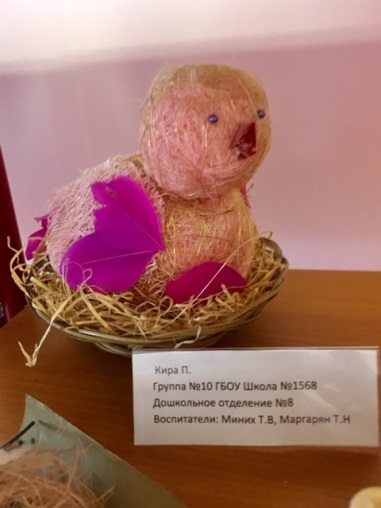 Кира П.
Группа №10 ГБОУ Школа №1568
Дошкольное отделение №8
Воспитатели: Миних Т.В, Маргарян Т.Н